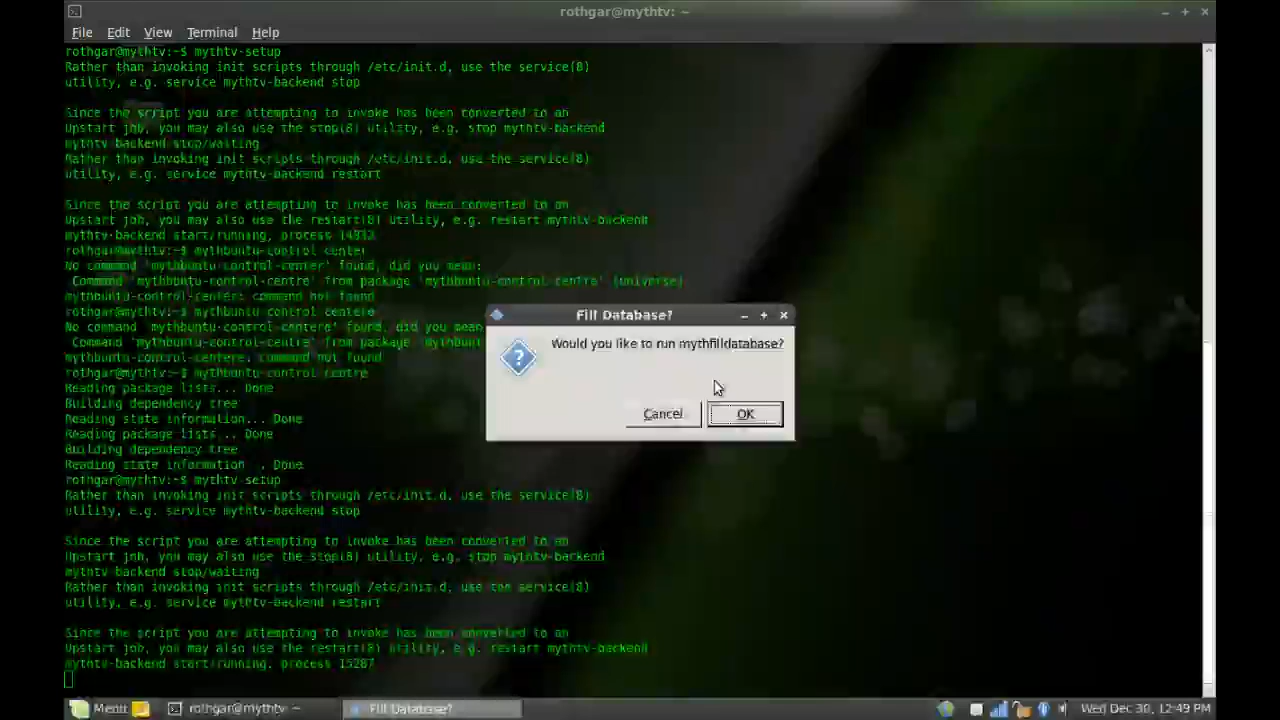 rothgar@mythtv: ~
File Edit View Terminal Help
rothgar@mythtv:~$ mythtv-setup
Rather than invoking init scripts through /etc/init.d, use the service(8)
utility, e.g. service mythtv-backend stop
Since the script you are attempting to invoke has been converted to an
Upstart job, you may also use the stop(8) utility, e.g. stop mythtv-backend
mythtv-backend stop/waiting
Rather than invoking init scripts through /etc/init.d, use the service(8)
utility, e.g. service mythtv-backend restart
Since the script you are attempting to invoke has been converted to an
Upstart job, you may also use the restart(8) utility, e.g. restart mythtv-backend
mythtv-backend start/running, process
rothgar@mythtv:~$ mythbuntu-control-center
No command 'mythbuntu-control-center' found, did you mean:
Command 'mythbuntu-control-centre' from package 'mythbuntu-control-centre' (universe)
mythbuntu-control-center: command not found
rothgar@mythtv:~$ mythbuntu-control-centere
No command 'mythbuntu-control-centere' found, did you mean
Command 'mythbuntu-control-centre' from package
mythbuntu-control-centere: command not found
rothgar@mythtv:~$ mythbuntu-control-centre
Reading package lists... Done
Building dependency tree
Reading state information... Done
Reading package lists... Done
Building dependency tree
Reading state information... Done
rothgar@mythtv:~$ mythtv-setup
Rather than invoking init scripts through /etc/init.d, use the service(8)
utility, e.g. service mythtv-backend stop
Since the script you are attempting to invoke has been converted to an
Upstart job, you may also use the stop(8) utility, e.g. stop mythtv-backend
mythtv-backend stop/waiting
Rather than invoking init scripts through /etc/init.d, use the service(8)
utility, e.g. service mythtv-backend restart
Since the script you are attempting to invoke has been converted to an
Upstart job, you may also use the restart(8) utility, e.g. restart mythtv-backend
mythtv-backend start/running, process 15287
Fill Database?
Would you like to run mythfilldatabase?
Cancel OK
Menu rothgar@mythtv: ~ Fill Database? Wed Dec 30, 12:49 PM